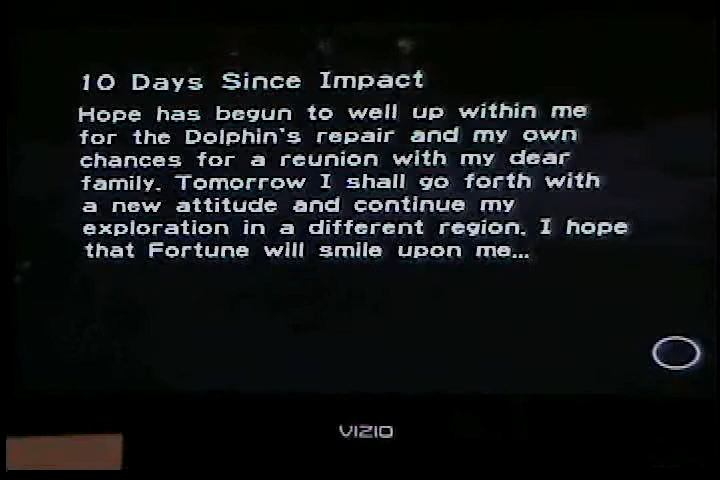 10 Days Since Impact
Hope has begun to well up within me
for the Dolphin's repair and my own
chances for a reunion with my dear
family. Tomorrow I shall go forth with
a new attitude and continue my
exploration in a different region. I hope
that Fortune will smile upon me...
VIZIO